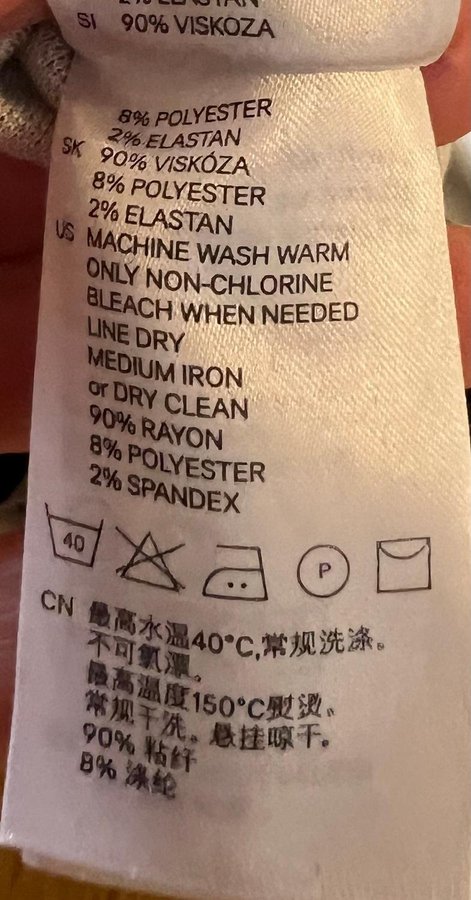 2% ELASTAN
SI 90% VISKOZA
8% POLYESTER
2% ELASTAN
SK 90% VISKÓZA
8% POLYESTER
2% ELASTAN
US MACHINE WASH WARM
ONLY NON-CHLORINE
BLEACH WHEN NEEDED
LINE DRY
MEDIUM IRON
or DRY CLEAN
90% RAYON
8% POLYESTER
2% SPANDEX
40
P
CN 最高水温40°C,常规洗涤。
不可氯漂。
最高温度150°C熨烫。
常规干洗。悬挂晾干。
90% 粘纤
8% 涤纶